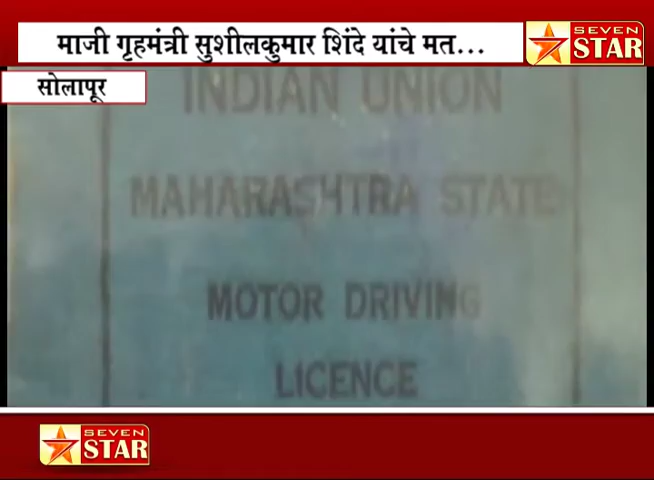 माजी गृहमंत्री सुशीलकुमार शिंदे यांचे मत...
SEVEN
STAR
सोलापूर
INDIAN UNION
MAHARASHTRA STATE
MOTOR DRIVING
LICENCE
SEVEN
STAR